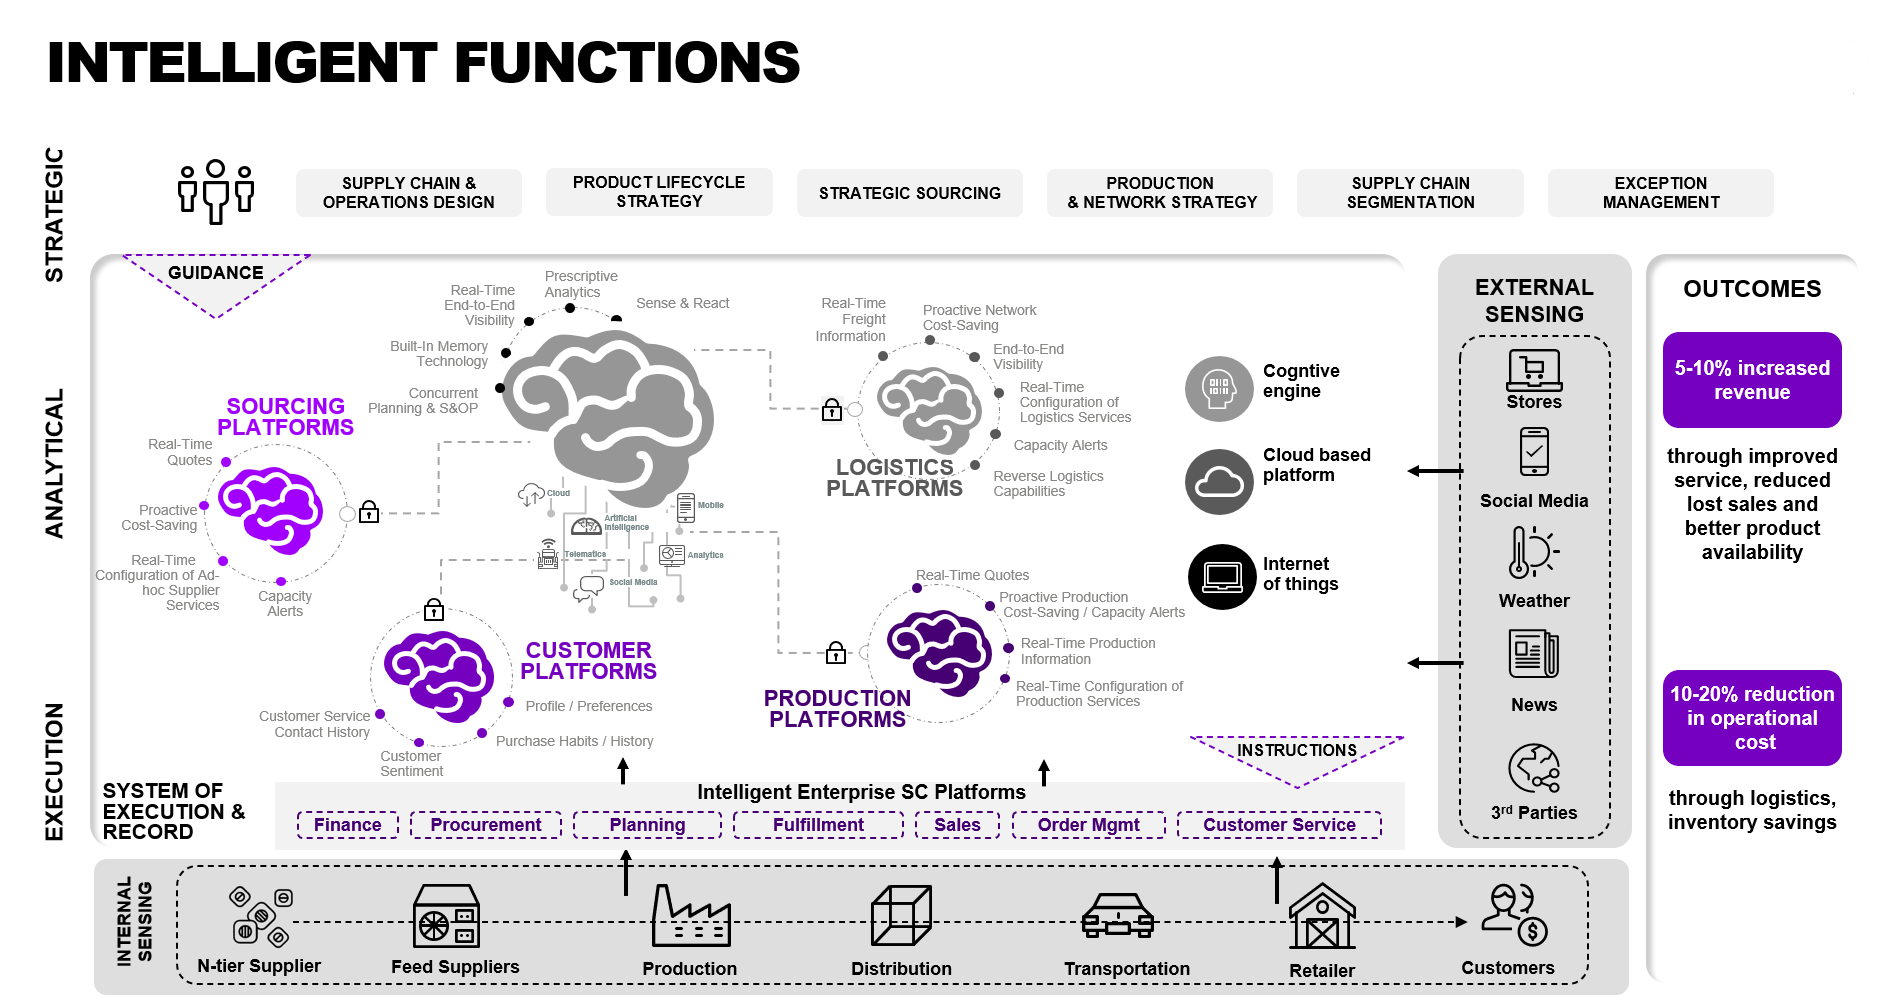 INTELLIGENT FUNCTIONS
STRATEGIC
SUPPLY CHAIN &
OPERATIONS DESIGN
PRODUCT LIFECYCLE
STRATEGY
STRATEGIC SOURCING
PRODUCTION
& NETWORK STRATEGY
SUPPLY CHAIN
SEGMENTATION
EXCEPTION
MANAGEMENT
GUIDANCE
ANALYTICAL
Prescriptive
Analytics
Real-Time
End-to-End
Visibility
Sense & React
Built-In Memory
Technology
Concurrent
Planning & S&OP
SOURCING
PLATFORMS
Real-Time
Quotes
Proactive
Cost-Saving
Real-Time
Configuration of Ad-
hoc Supplier
Services
Capacity
Alerts
Cloud
Artificial
Intelligence
Mobile
Telematics
Analytics
Social Media
Real-Time
Freight
Information
Proactive Network
Cost-Saving
End-to-End
Visibility
Real-Time
Configuration of
Logistics Services
Capacity Alerts
Reverse Logistics
Capabilities
LOGISTICS
PLATFORMS
Cogntive
engine
Cloud based
platform
Internet
of things
CUSTOMER
PLATFORMS
Profile / Preferences
Purchase Habits / History
Customer Service
Contact History
Customer
Sentiment
PRODUCTION
PLATFORMS
Real-Time Quotes
Proactive Production
Cost-Saving / Capacity Alerts
Real-Time Production
Information
Real-Time Configuration of
Production Services
INSTRUCTIONS
EXECUTION
SYSTEM OF
EXECUTION &
RECORD
Intelligent Enterprise SC Platforms
Finance
Procurement
Planning
Fulfillment
Sales
Order Mgmt
Customer Service
EXTERNAL
SENSING
Stores
Social Media
Weather
News
3rd Parties
OUTCOMES
5-10% increased
revenue
through improved
service, reduced
lost sales and
better product
availability
10-20% reduction
in operational
cost
through logistics,
inventory savings
INTERNAL
SENSING
N-tier Supplier
Feed Suppliers
Production
Distribution
Transportation
Retailer
Customers